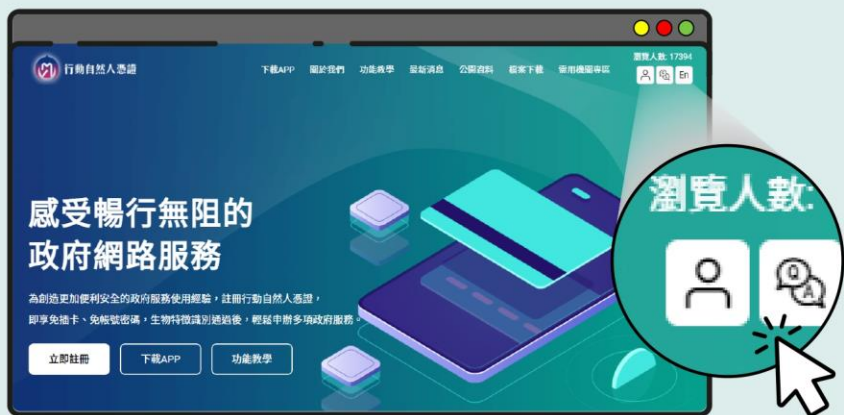 行動自然人憑證
下載APP 關於我們 功能教學 最新消息 公開資料 檔案下載 需用機關專區
瀏覽人數: 17394
En
感受暢行無阻的
政府網路服務
為創造更加便利安全的政府服務使用經驗，註冊行動自然人憑證，
即享免插卡、免帳號密碼，生物特徵識別通過後，輕鬆申辦多項政府服務。
立即註冊 下載APP 功能教學
瀏覽人數:
Q
A